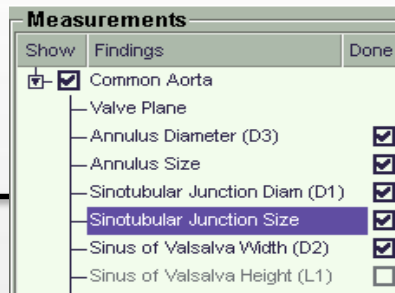 Measurements
Show Findings Done
Common Aorta
Valve Plane
Annulus Diameter (D3)
Annulus Size
Sinotubular Junction Diam (D1)
Sinotubular Junction Size
Sinus of Valsalva Width (D2)
Sinus of Valsalva Height (L1)